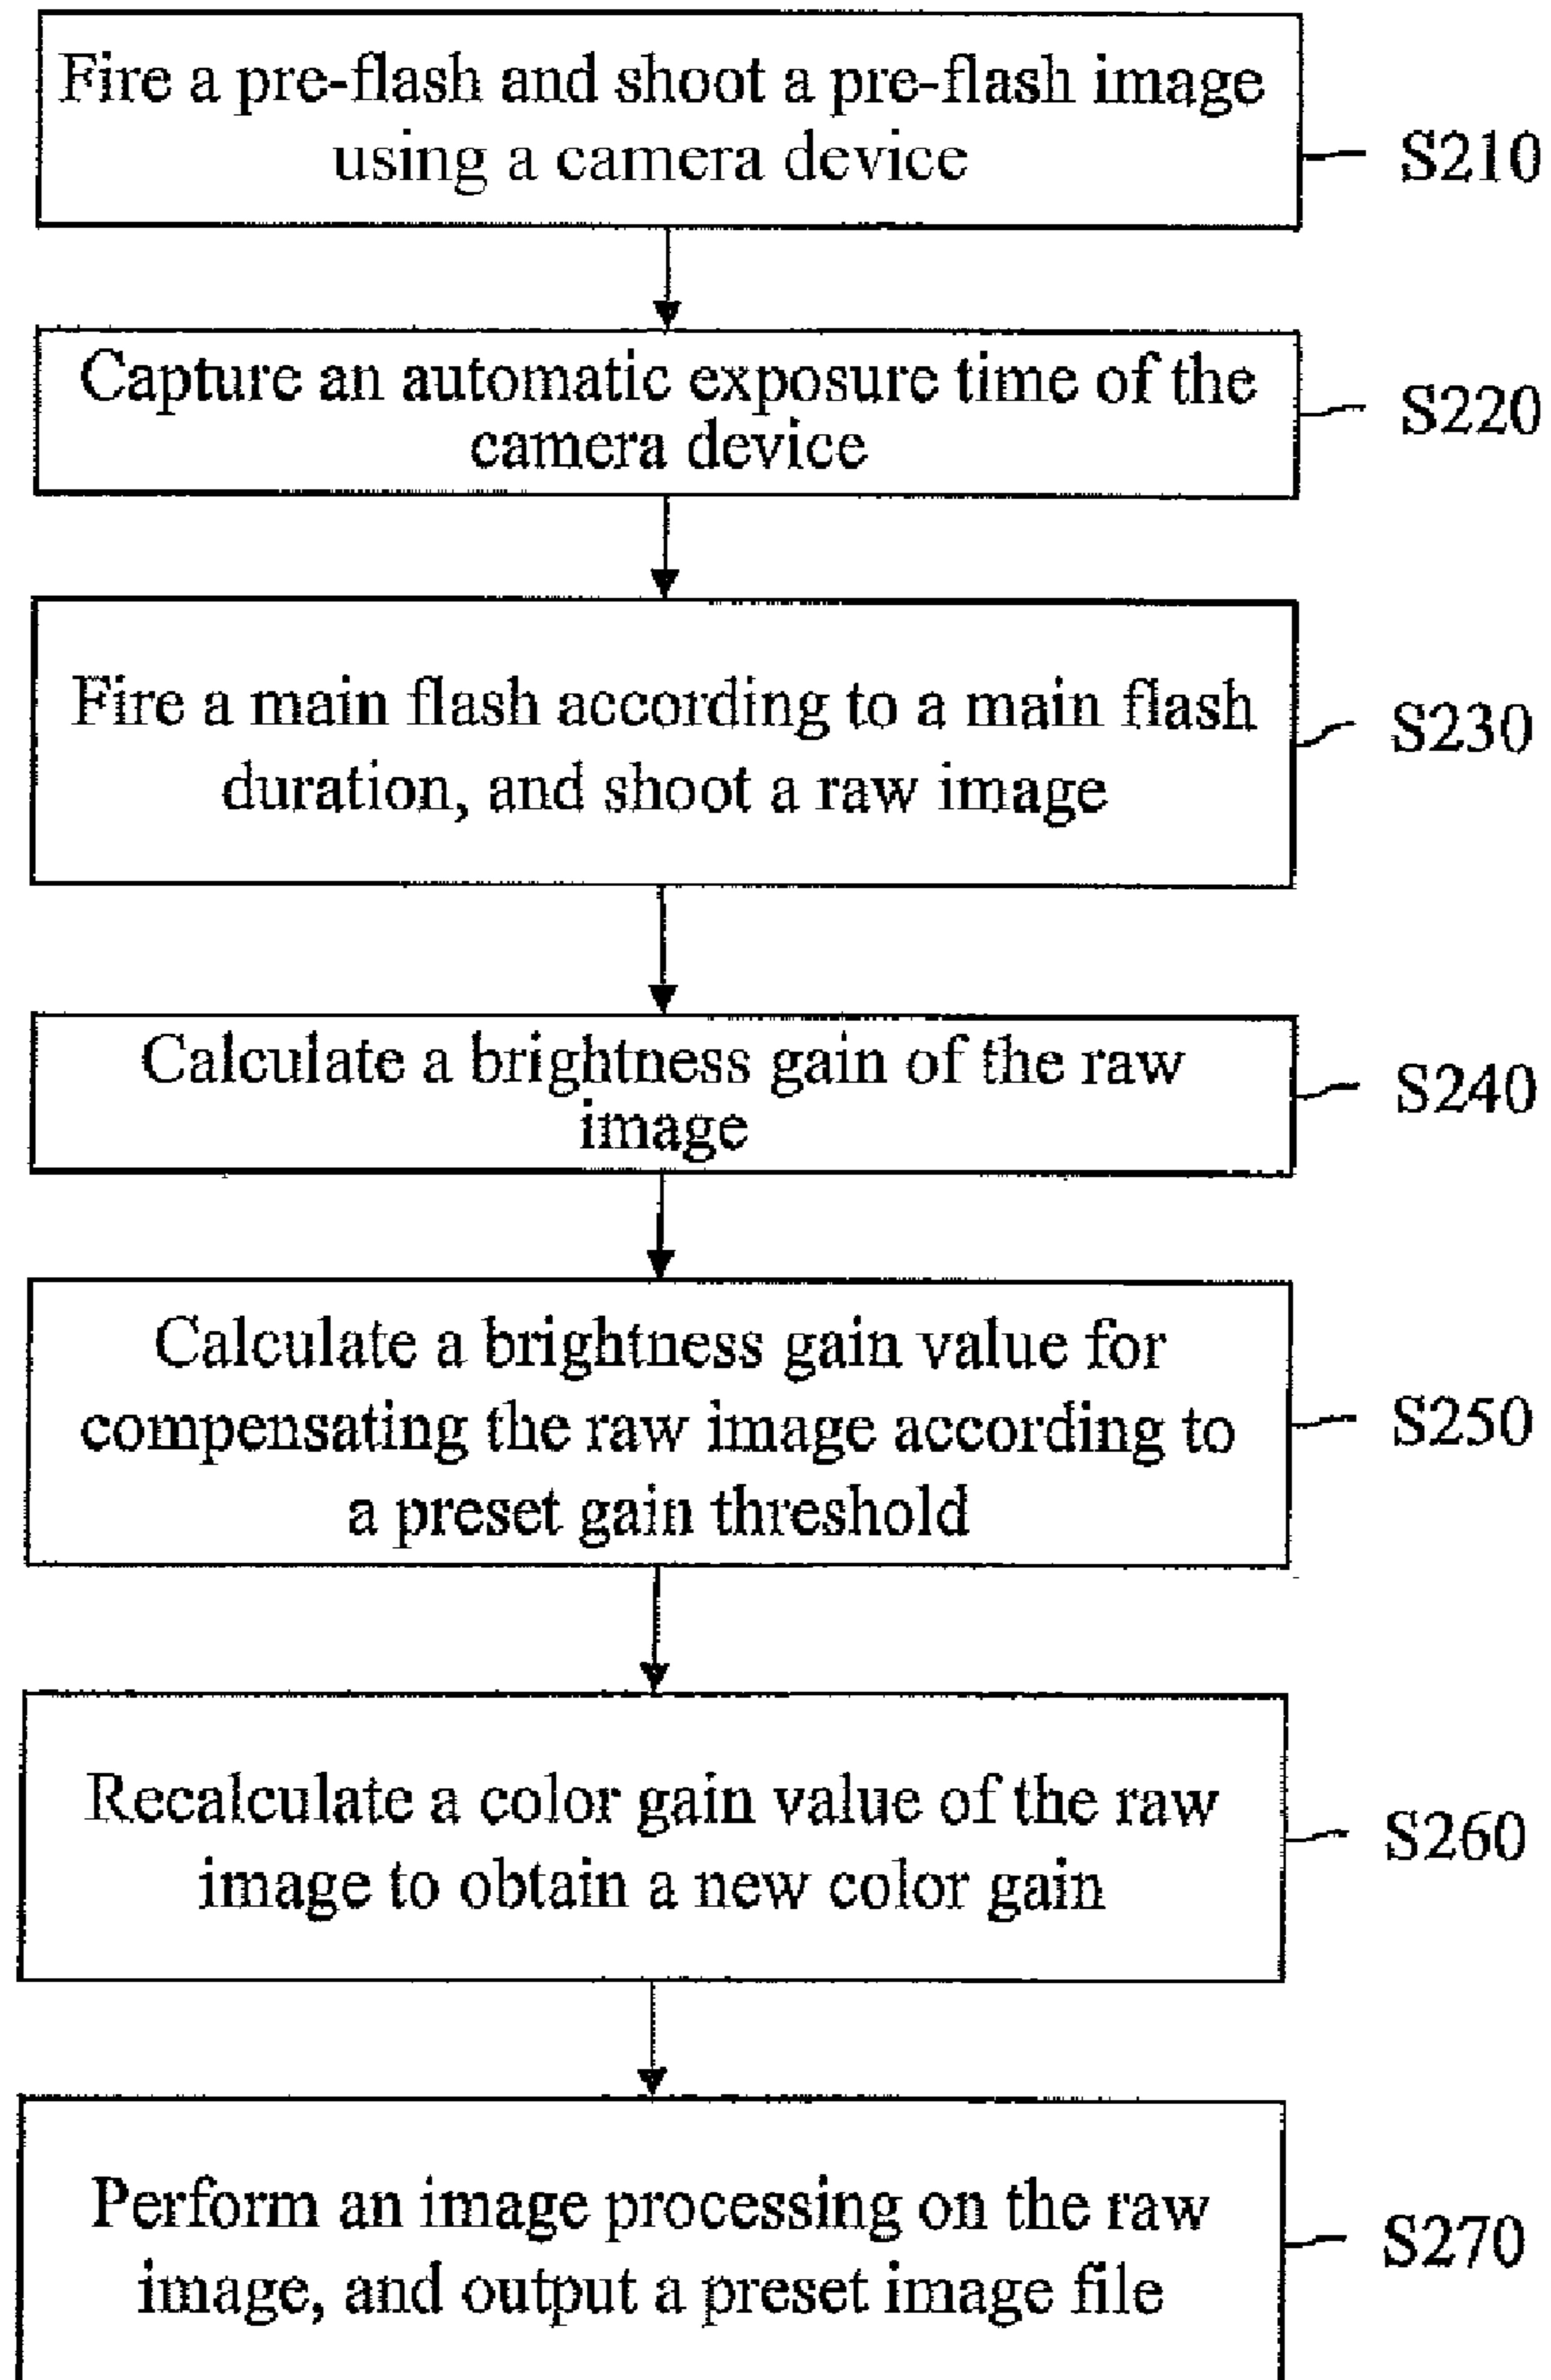 Fire a pre-flash and shoot a pre-flash image
using a camera device
S210
Capture an automatic exposure time of the
camera device
S220
Fire a main flash according to a main flash
duration, and shoot a raw image
S230
Calculate a brightness gain of the raw
image
S240
Calculate a brightness gain value for
compensating the raw image according to
a preset gain threshold
S250
Recalculate a color gain value of the raw
image to obtain a new color gain
S260
Perform an image processing on the raw
image, and output a preset image file
S270